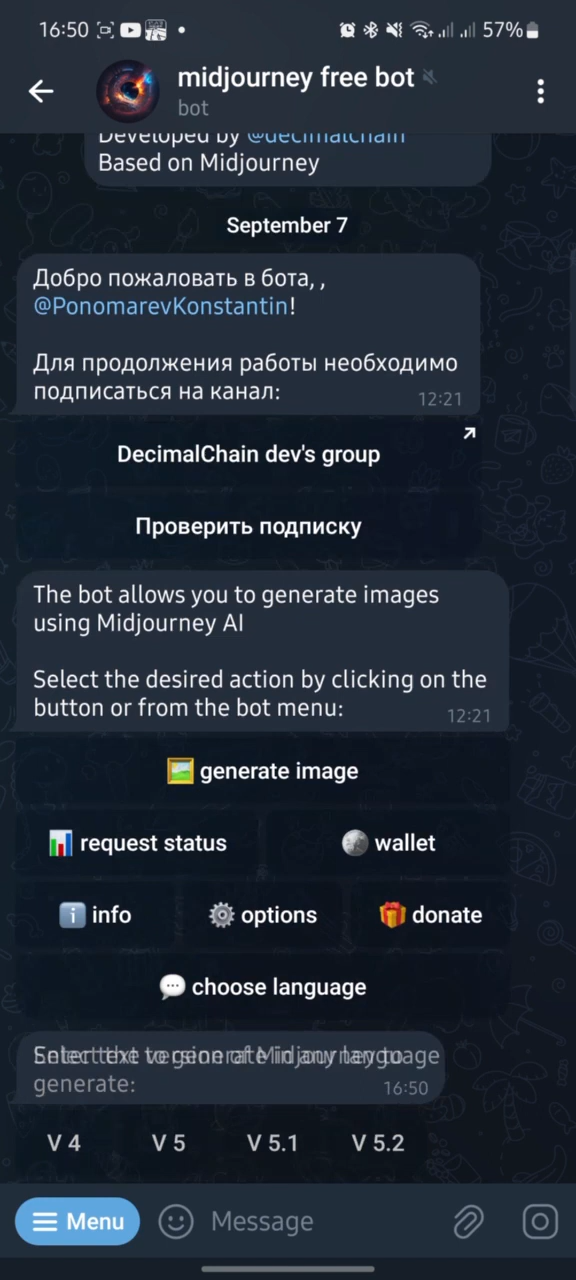 16:50
57%
midjourney free bot
bot
Developed by @decimalchain
Based on Midjourney
September 7
Добро пожаловать в бота, ,
@PonomarevKonstantin!
Для продолжения работы необходимо
подписаться на канал:
12:21
DecimalChain dev's group
Проверить подписку
The bot allows you to generate images
using Midjourney AI
Select the desired action by clicking on the
button or from the bot menu:
12:21
generate image
request status
wallet
info
options
donate
choose language
generate:
16:50
V 4
V 5
V 5.1
V 5.2
Menu
Message